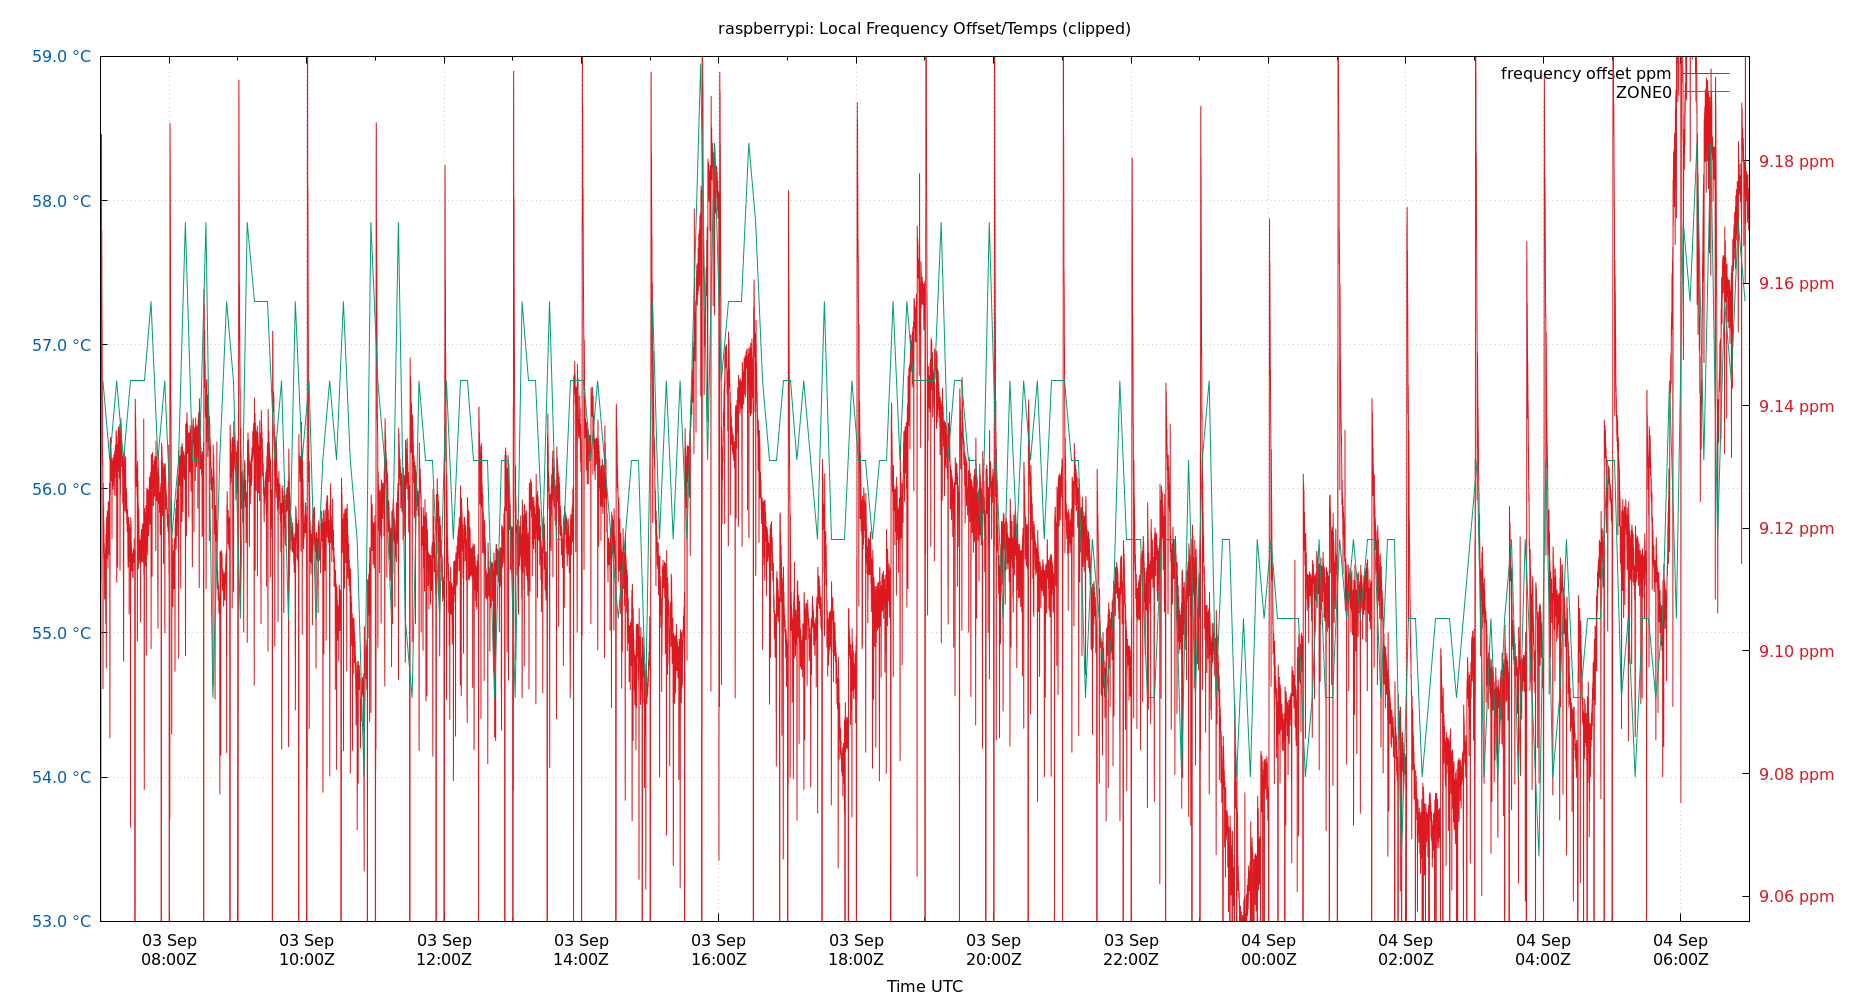 raspberrypi: Local Frequency Offset/Temps (clipped)
59.0 °C
58.0 °C
57.0 °C
56.0 °C
55.0 °C
54.0 °C
53.0 °C
frequency offset ppm
ZONE0
9.18 ppm
9.16 ppm
9.14 ppm
9.12 ppm
9.10 ppm
9.08 ppm
9.06 ppm
03 Sep 03 Sep 03 Sep 03 Sep 03 Sep 03 Sep 03 Sep 03 Sep 04 Sep 04 Sep 04 Sep 04 Sep
08:00Z 10:00Z 12:00Z 14:00Z 16:00Z 18:00Z 20:00Z 22:00Z 00:00Z 02:00Z 04:00Z 06:00Z
Time UTC